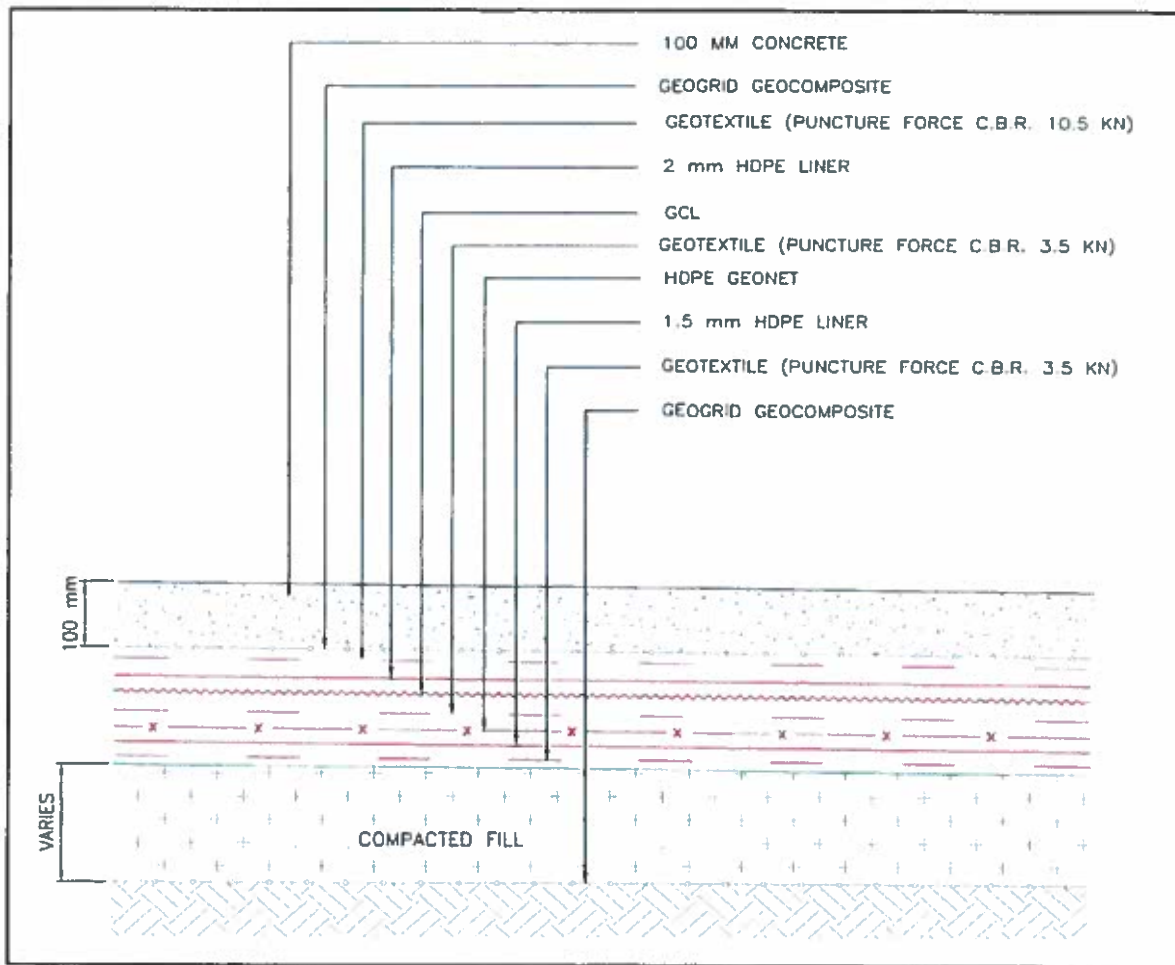 100 MM CONCRETE
GEOGRID GEOCOMPOSITE
GEOTEXTILE (PUNCTURE FORCE C.B.R. 10.5 KN)
2 mm HDPE LINER
GCL
GEOTEXTILE (PUNCTURE FORCE C.B.R. 3.5 KN)
HDPE GEONET
1.5 mm HDPE LINER
GEOTEXTILE (PUNCTURE FORCE C.B.R. 3.5 KN)
GEOGRID GEOCOMPOSITE
100 mm
VARIES
COMPACTED FILL